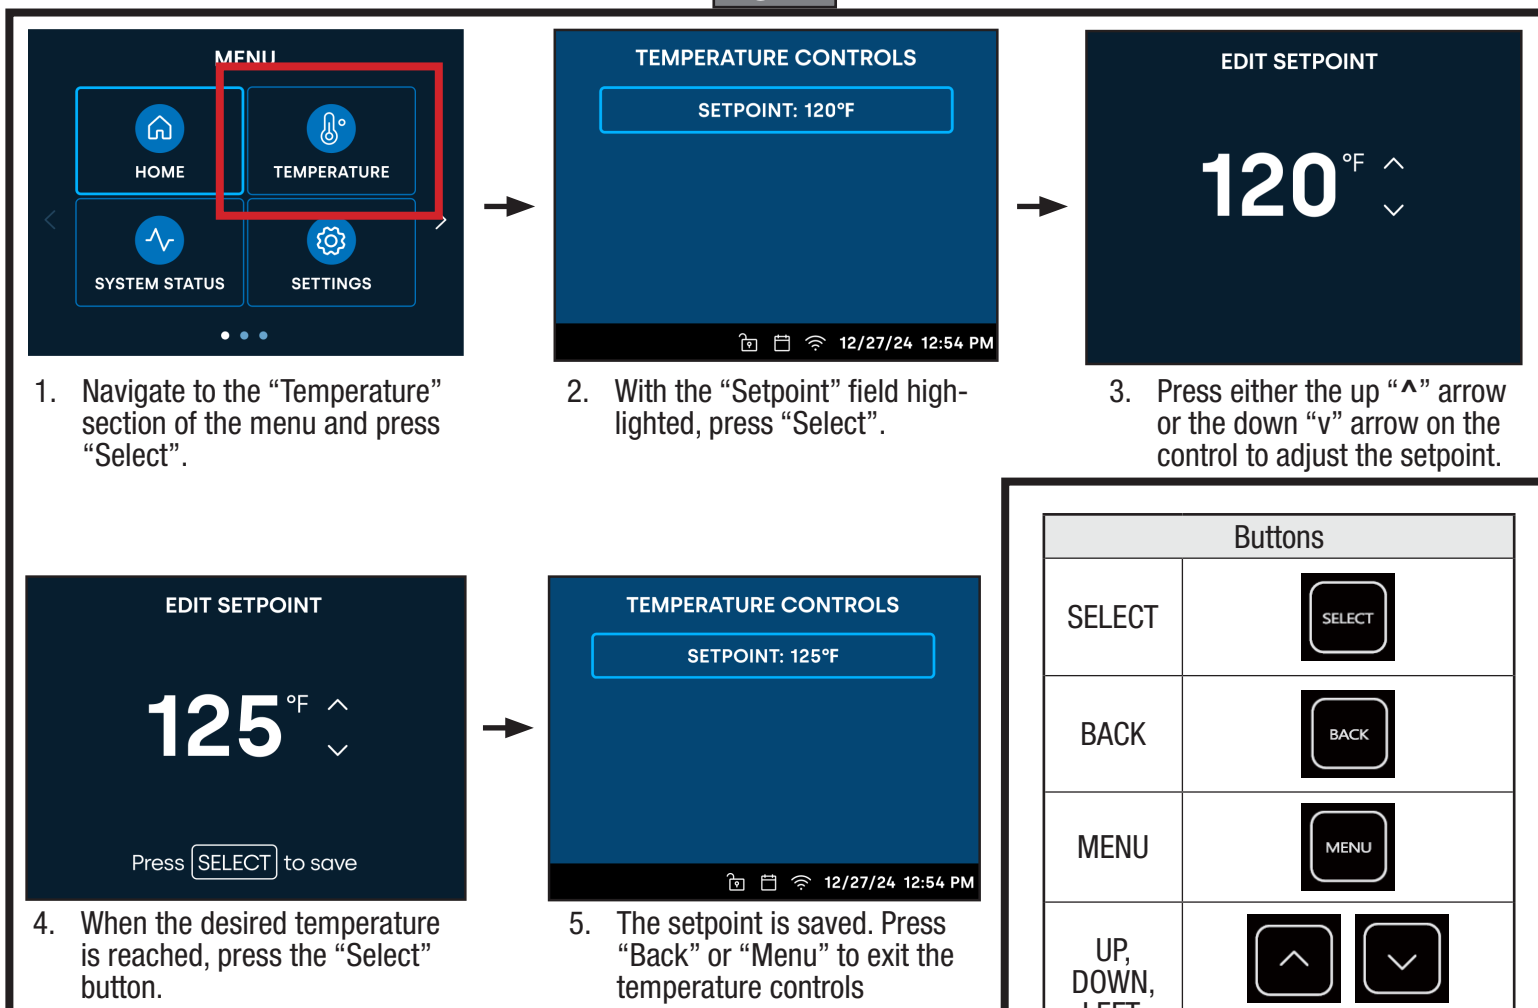 MENU
HOME
TEMPERATURE
SYSTEM STATUS
SETTINGS
1. Navigate to the “Temperature”
section of the menu and press
“Select”.
TEMPERATURE CONTROLS
SETPOINT: 120°F
12/27/24 12:54 PM
2. With the “Setpoint” field high-
lighted, press “Select”.
EDIT SETPOINT
120°F
3. Press either the up “^” arrow
or the down “v” arrow on the
control to adjust the setpoint.
EDIT SETPOINT
125°F
Press SELECT to save
4. When the desired temperature
is reached, press the “Select”
button.
TEMPERATURE CONTROLS
SETPOINT: 125°F
12/27/24 12:54 PM
5. The setpoint is saved. Press
“Back” or “Menu” to exit the
temperature controls
Buttons
SELECT
SELECT
BACK
BACK
MENU
MENU
UP,
DOWN,
LEFT